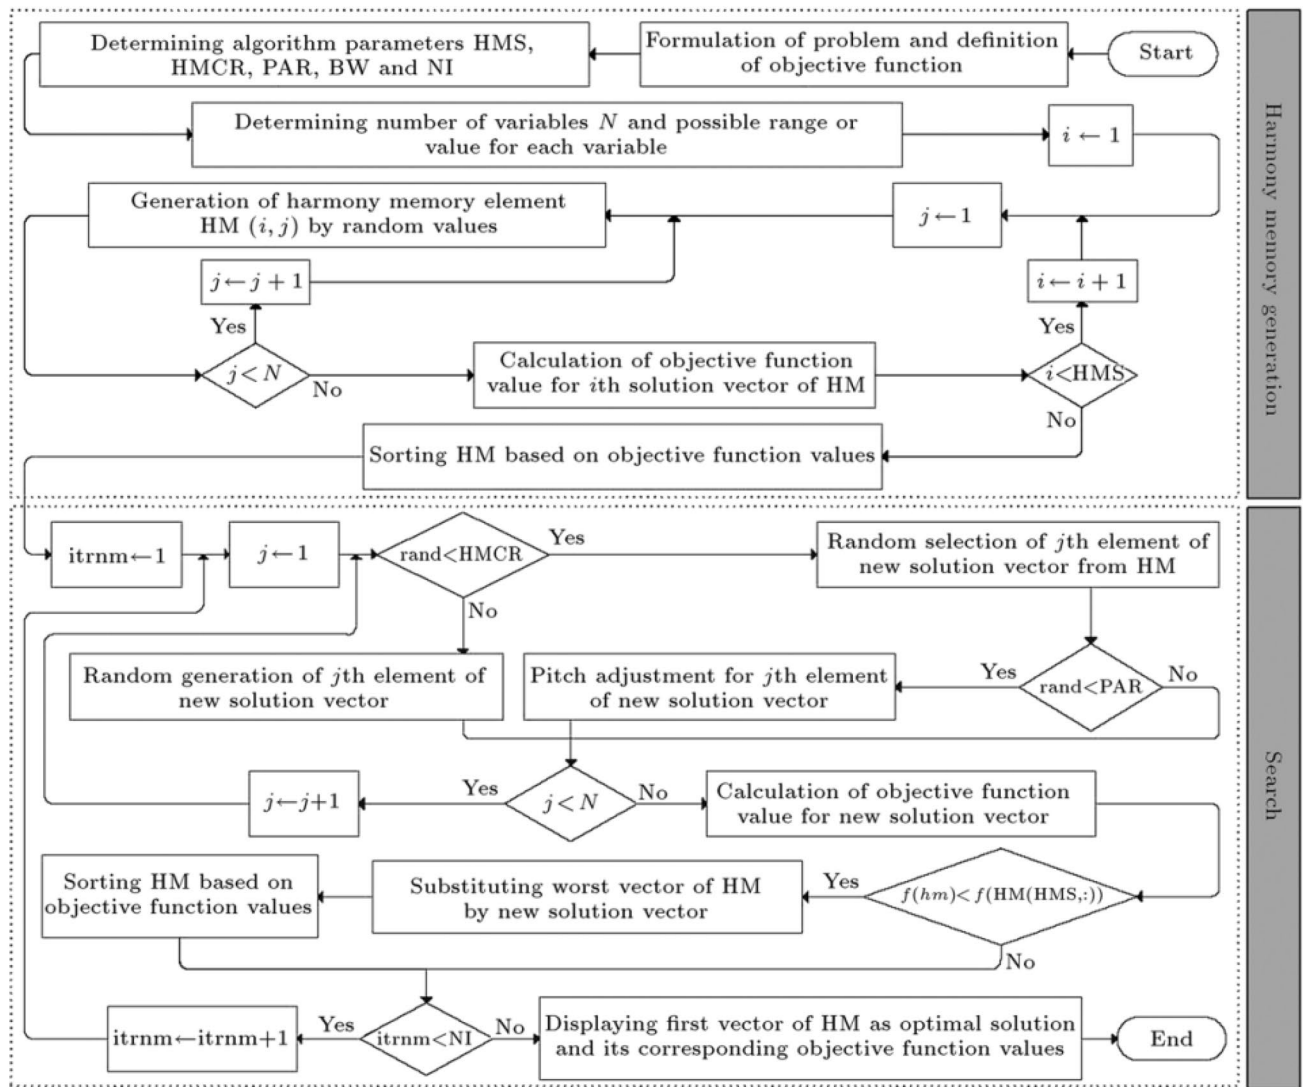 Start
Formulation of problem and definition
of objective function
Determining algorithm parameters HMS,
HMCR, PAR, BW and NI
Determining number of variables N and possible range or
value for each variable
i ← 1
j ← 1
Generation of harmony memory element
HM (i, j) by random values
j ← j + 1
i ← i + 1
Yes
Yes
j < N
No
Calculation of objective function
value for ith solution vector of HM
i<HMS
No
Sorting HM based on objective function values
Harmony memory generation
itrnm←1
j ←1
rand<HMCR
Yes
Random selection of jth element of
new solution vector from HM
No
Random generation of jth element of
new solution vector
Pitch adjustment for jth element
of new solution vector
Yes
rand<PAR
No
j←j+1
Yes
j < N
No
Calculation of objective function
value for new solution vector
Sorting HM based on
objective function values
Substituting worst vector of HM
by new solution vector
Yes
f(hm)< f(HM(HMS,:))
No
itrnm←itrnm+1
Yes
itrnm<NI
No
Displaying first vector of HM as optimal solution
and its corresponding objective function values
End
Search